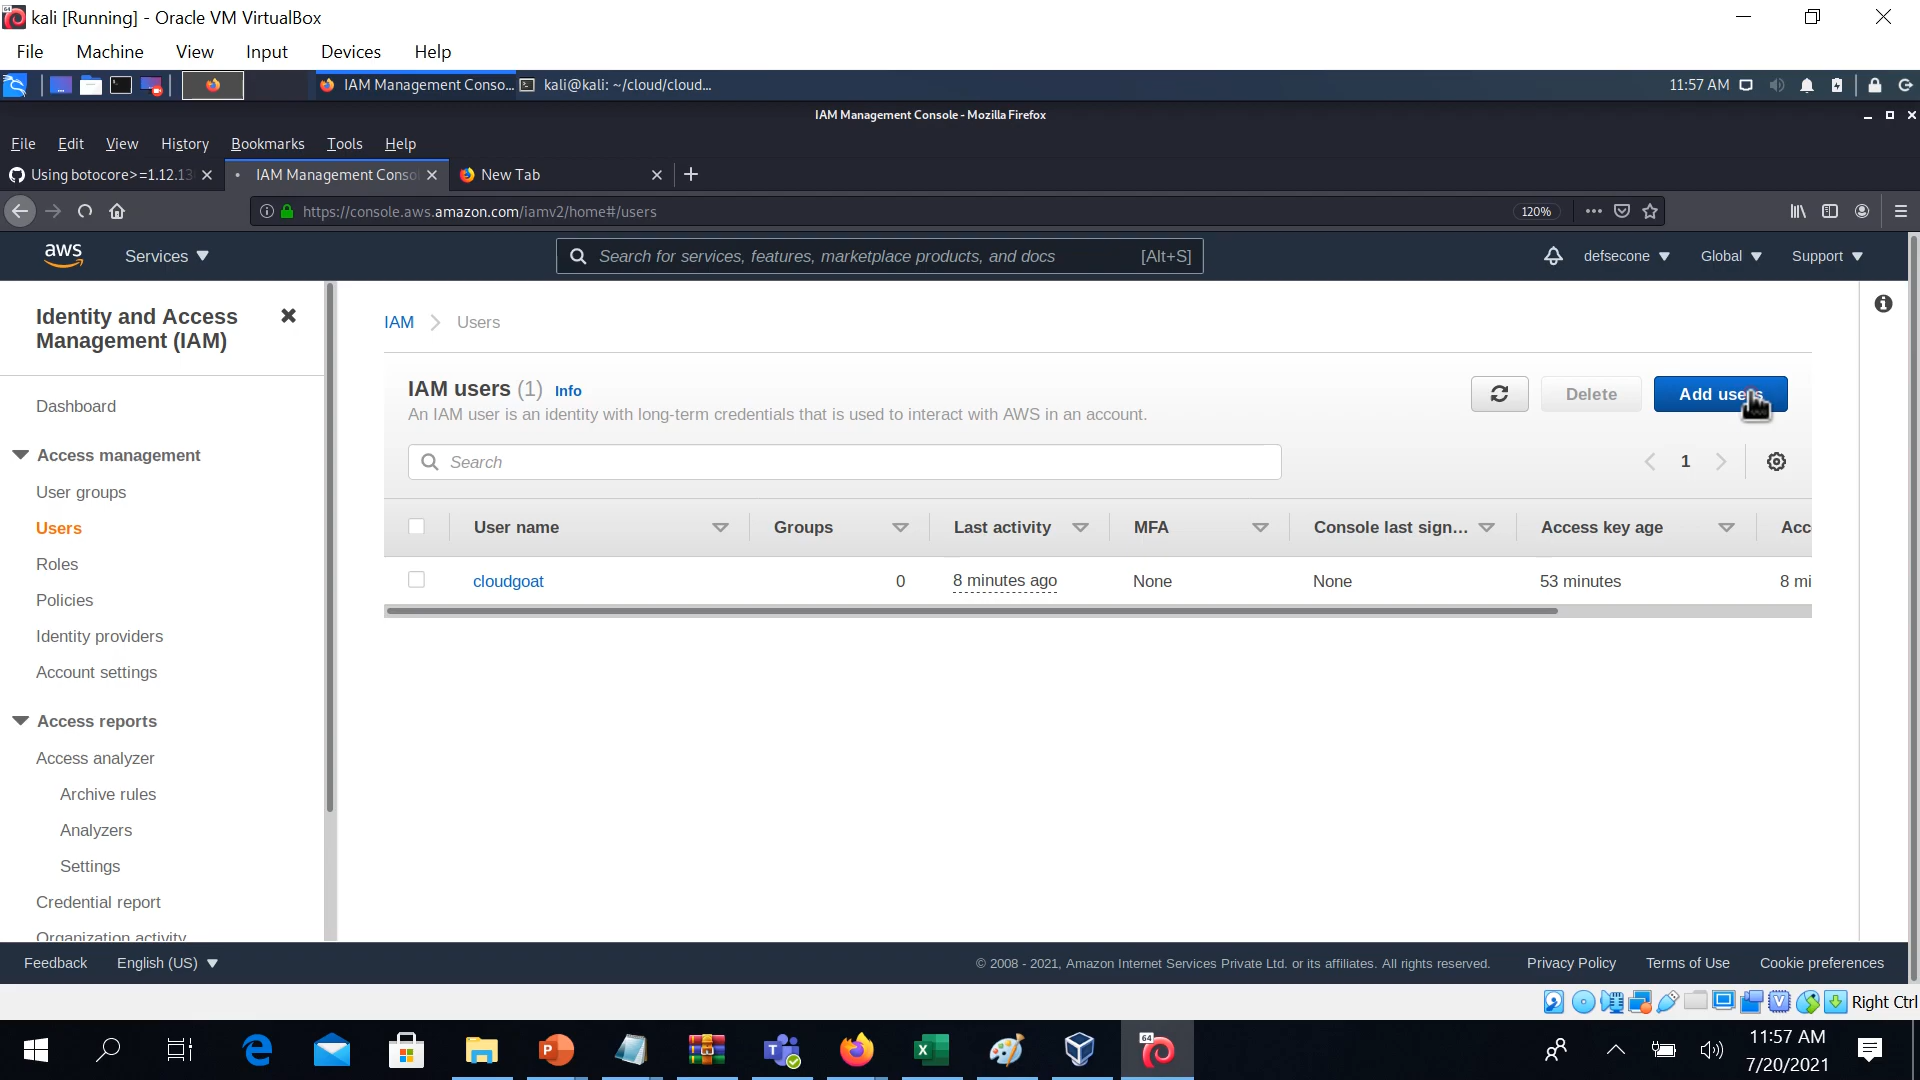 kali [Running] - Oracle VM VirtualBox
File Machine View Input Devices Help
IAM Management Conso... kali@kali: ~/cloud/cloud... 11:57 AM
IAM Management Console - Mozilla Firefox
File Edit View History Bookmarks Tools Help
Using botocore>=1.12.13 IAM Management Conso New Tab
https://console.aws.amazon.com/iamv2/home#/users 120%
aws Services Search for services, features, marketplace products, and docs [Alt+S] defsecone Global Support
Identity and Access
Management (IAM)
Dashboard
Access management
User groups
Users
Roles
Policies
Identity providers
Account settings
Access reports
Access analyzer
Archive rules
Analyzers
Settings
Credential report
Organization activity
IAM Users
IAM users (1) Info
An IAM user is an identity with long-term credentials that is used to interact with AWS in an account.
Delete Add users
Search 1
User name Groups Last activity MFA Console last sign... Access key age Acc
cloudgoat 0 8 minutes ago None None 53 minutes 8 mi
Feedback English (US) © 2008 - 2021, Amazon Internet Services Private Ltd. or its affiliates. All rights reserved. Privacy Policy Terms of Use Cookie preferences
Right Ctrl
11:57 AM
7/20/2021